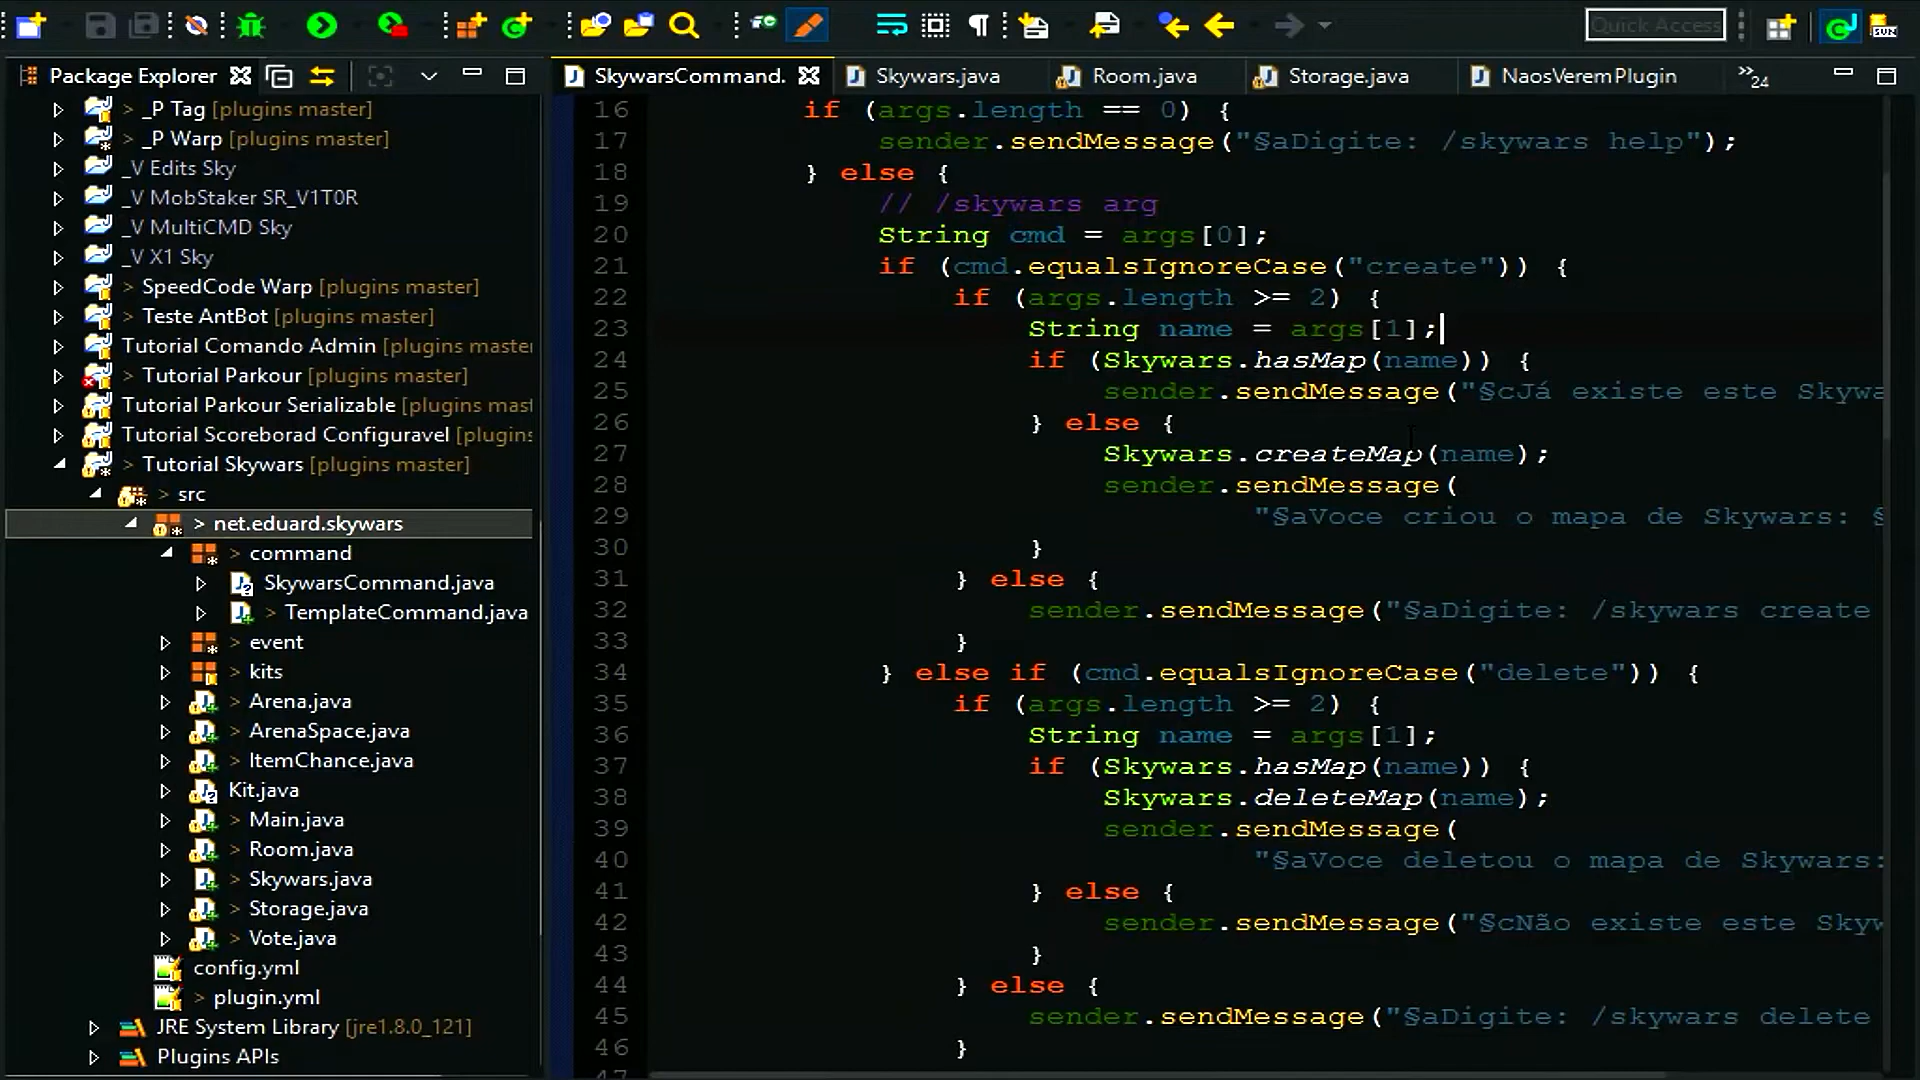 Quick Access
Package Explorer
SkywarsCommand.
Skywars.java
Room.java
Storage.java
NaosVeremPlugin
»24
> _P Tag [plugins master]
> _P Warp [plugins master]
_V Edits Sky
_V MobStaker SR_V1T0R
_V MultiCMD Sky
_V X1 Sky
> SpeedCode Warp [plugins master]
> Teste AntBot [plugins master]
Tutorial Comando Admin [plugins master
> Tutorial Parkour [plugins master]
Tutorial Parkour Serializable [plugins mast
Tutorial Scoreborad Configuravel [plugins
> Tutorial Skywars [plugins master]
> src
> net.eduard.skywars
> command
SkywarsCommand.java
> TemplateCommand.java
> event
> kits
> Arena.java
> ArenaSpace.java
> ItemChance.java
Kit.java
> Main.java
> Room.java
> Skywars.java
> Storage.java
> Vote.java
config.yml
> plugin.yml
JRE System Library [jre1.8.0_121]
Plugins APIs
16 if (args.length == 0) {
17 sender.sendMessage("§aDigite: /skywars help");
18 } else {
19 // /skywars arg
20 String cmd = args[0];
21 if (cmd.equalsIgnoreCase("create")) {
22 if (args.length >= 2) {
23 String name = args[1];
24 if (Skywars.hasMap(name)) {
25 sender.sendMessage("§cJá existe este Skywa
26 } else {
27 Skywars.createMap(name);
28 sender.sendMessage(
29 "§aVoce criou o mapa de Skywars: §
30 }
31 } else {
32 sender.sendMessage("§aDigite: /skywars create
33 }
34 } else if (cmd.equalsIgnoreCase("delete")) {
35 if (args.length >= 2) {
36 String name = args[1];
37 if (Skywars.hasMap(name)) {
38 Skywars.deleteMap(name);
39 sender.sendMessage(
40 "§aVoce deletou o mapa de Skywars:
41 } else {
42 sender.sendMessage("§cNão existe este Skyw
43 }
44 } else {
45 sender.sendMessage("§aDigite: /skywars delete
46 }
47